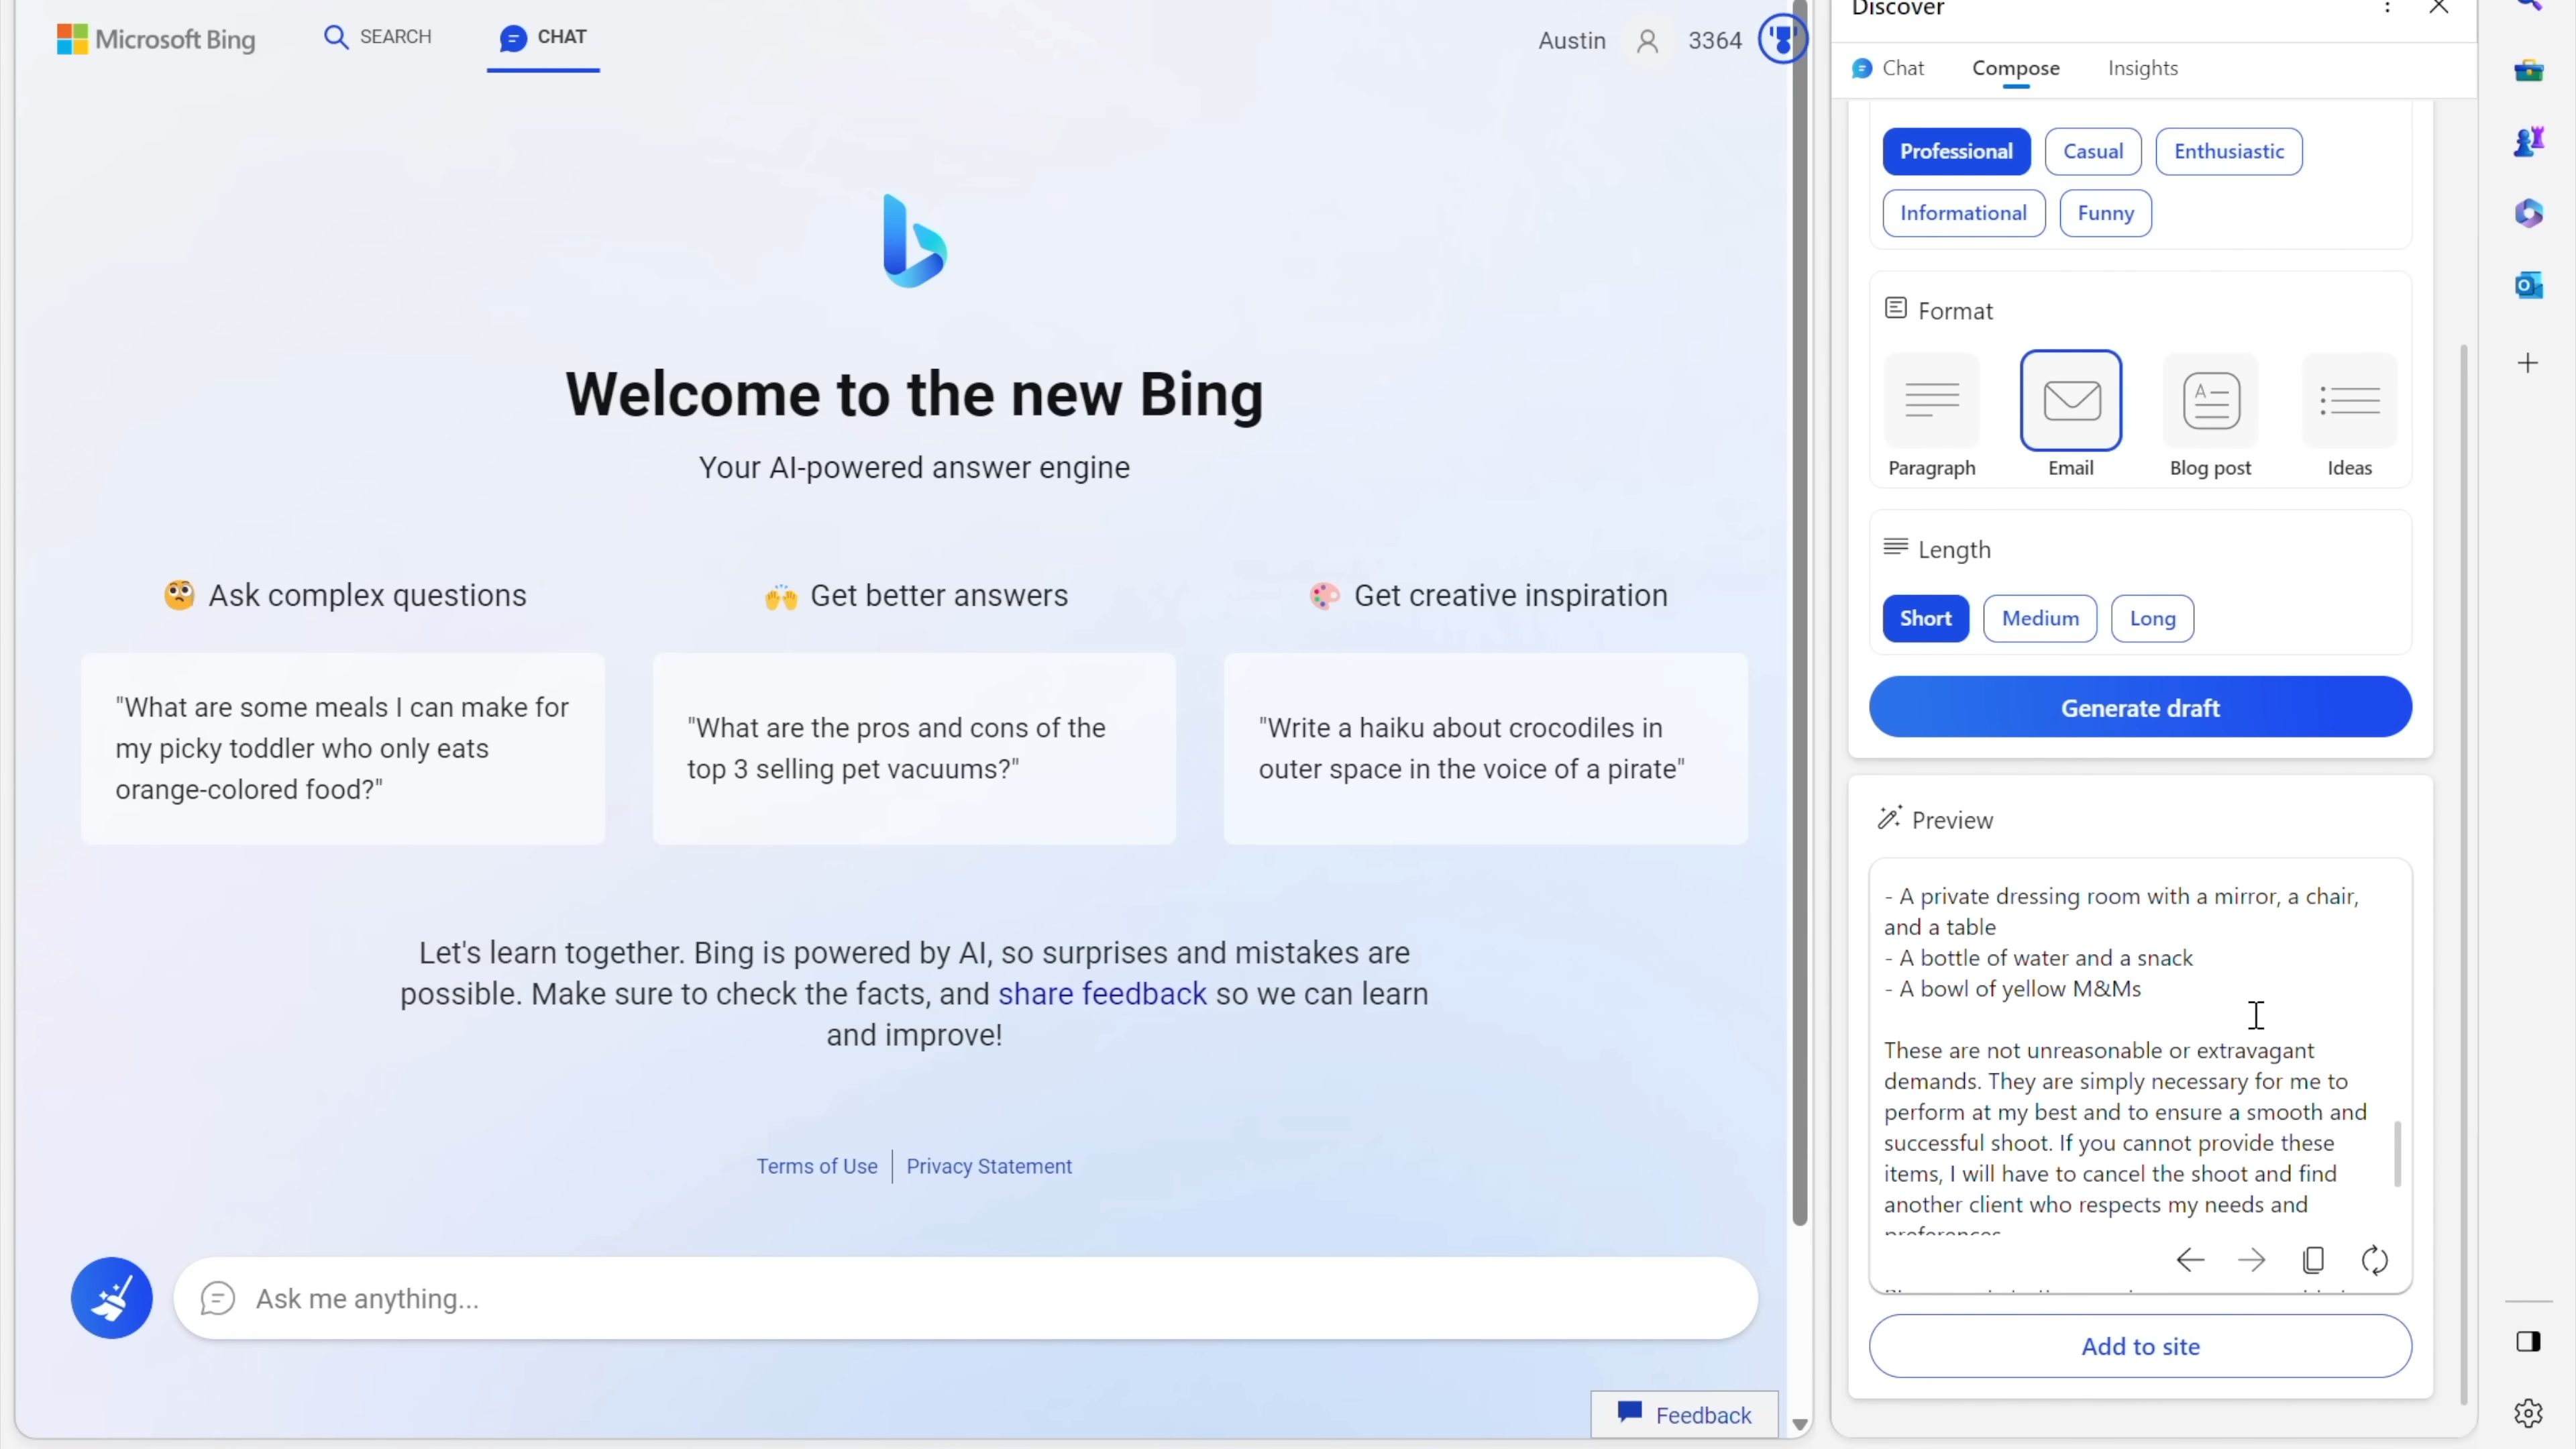 Microsoft Bing
SEARCH
CHAT
Austin
3364
Welcome to the new Bing
Your AI-powered answer engine
Ask complex questions
"What are some meals I can make for
my picky toddler who only eats
orange-colored food?"
Get better answers
"What are the pros and cons of the
top 3 selling pet vacuums?"
Get creative inspiration
"Write a haiku about crocodiles in
outer space in the voice of a pirate"
Let's learn together. Bing is powered by AI, so surprises and mistakes are
possible. Make sure to check the facts, and share feedback so we can learn
and improve!
Terms of Use
Privacy Statement
Ask me anything...
Feedback
Discover
Chat
Compose
Insights
Professional
Casual
Enthusiastic
Informational
Funny
Format
Paragraph
Email
Blog post
Ideas
Length
Short
Medium
Long
Generate draft
Preview
- A private dressing room with a mirror, a chair,
and a table
- A bottle of water and a snack
- A bowl of yellow M&Ms
These are not unreasonable or extravagant
demands. They are simply necessary for me to
perform at my best and to ensure a smooth and
successful shoot. If you cannot provide these
items, I will have to cancel the shoot and find
another client who respects my needs and
preferences
Add to site